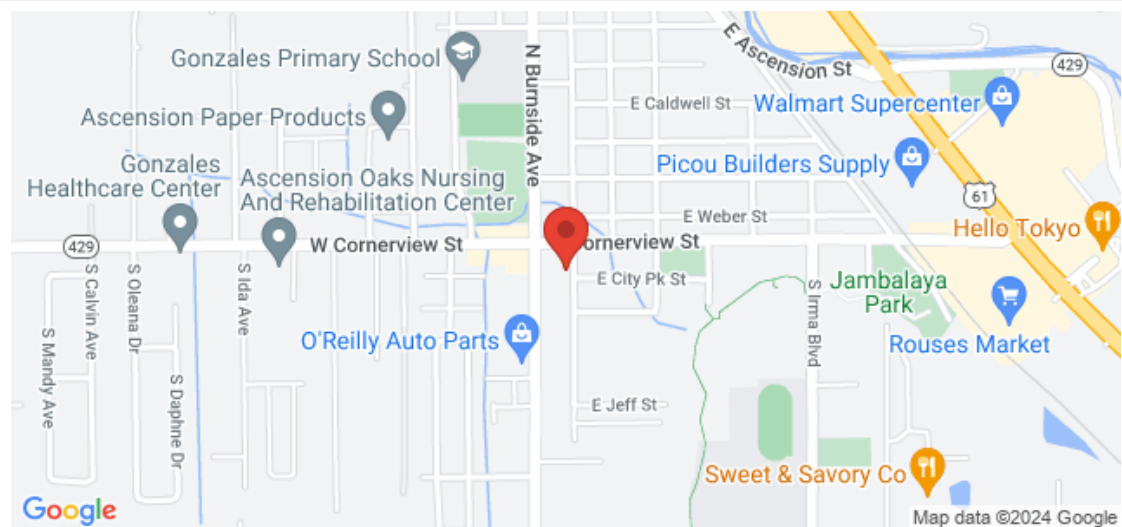 E Ascension St
429
Gonzales Primary School
N Burnside Ave
E Caldwell St
Walmart Supercenter
Ascension Paper Products
Gonzales
Healthcare Center
Ascension Oaks Nursing
And Rehabilitation Center
Picou Builders Supply
61
E Weber St
Hello Tokyo
429
W Cornerview St
ornerview St
E City Pk St
S Calvin Ave
S Oleana Dr
S Ida Ave
Jambalaya
Park
S Irma Blvd
O'Reilly Auto Parts
Rouses Market
S Mandy Ave
S Daphne Dr
E Jeff St
Sweet & Savory Co
Google
Map data ©2024 Google